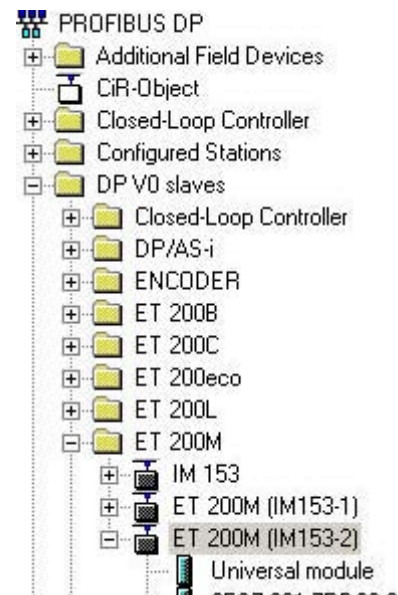 PROFIBUS DP
Additional Field Devices
CiR-Object
Closed-Loop Controller
Configured Stations
DP V0 slaves
Closed-Loop Controller
DP/AS-i
ENCODER
ET 200B
ET 200C
ET 200eco
ET 200L
ET 200M
IM 153
ET 200M (IM153-1)
ET 200M (IM153-2)
Universal module